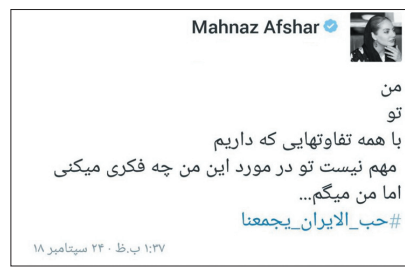 Mahnaz Afshar
من
تو
با همه تفاوتهایی که داریم
مهم نیست تو در مورد این من چه فکری میکنی
اما من میگم...
#حب_الایران_یجمعنا
۱:۳۷ ب.ظ · ۲۴ سپتامبر ۱۸